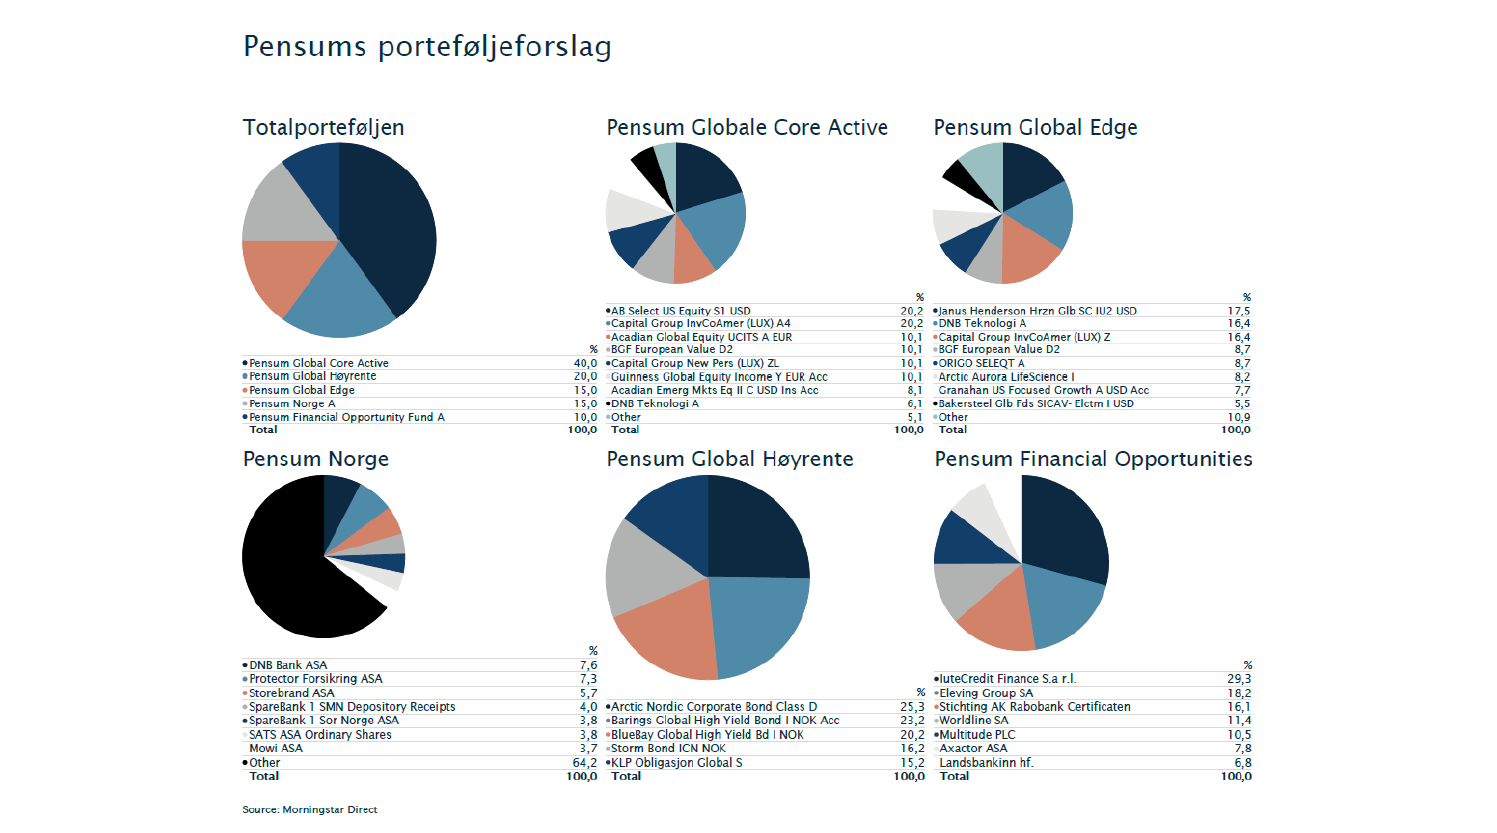 Pensums porteføljeforslag
Totalporteføljen
%
Pensum Global Core Active 40,0
Pensum Global Høyrente 20,0
Pensum Global Edge 15,0
Pensum Norge A 15,0
Pensum Financial Opportunity Fund A 10,0
Total 100,0
Pensum Globale Core Active
%
AB Select US Equity S1 USD 20,2
Capital Group InvCoAmer (LUX) A4 20,2
Acadian Global Equity UCITS A EUR 10,1
BGF European Value D2 10,1
Capital Group New Pers (LUX) ZL 10,1
Guinness Global Equity Income Y EUR Acc 10,1
Acadian Emerg Mkts Eq II C USD Ins Acc 8,1
DNB Teknologi A 6,1
Other 5,1
Total 100,0
Pensum Global Edge
%
Janus Henderson Hrzn Glb SC IU2 USD 17,5
DNB Teknologi A 16,4
Capital Group InvCoAmer (LUX) Z 16,4
BGF European Value D2 8,7
ORIGO SELEQT A 8,7
Arctic Aurora LifeScience I 8,2
Granahan US Focused Growth A USD Acc 7,7
Bakersteel Glb Fds SICAV- Elctm I USD 5,5
Other 10,9
Total 100,0
Pensum Norge
%
DNB Bank ASA 7,6
Protector Forsikring ASA 7,3
Storebrand ASA 5,7
SpareBank 1 SMN Depository Receipts 4,0
SpareBank 1 Sor Norge ASA 3,8
SATS ASA Ordinary Shares 3,8
Mowi ASA 3,7
Other 64,2
Total 100,0
Pensum Global Høyrente
%
Arctic Nordic Corporate Bond Class D 25,3
Barings Global High Yield Bond I NOK Acc 23,2
BlueBay Global High Yield Bd I NOK 20,2
Storm Bond ICN NOK 16,2
KLP Obligasjon Global S 15,2
Total 100,0
Pensum Financial Opportunities
%
IuteCredit Finance S.a r.l. 29,3
Eleving Group SA 18,2
Stichting AK Rabobank Certificaten 16,1
Worldline SA 11,4
Multitude PLC 10,5
Axactor ASA 7,8
Landsbankinn hf. 6,8
Total 100,0
Source: Morningstar Direct